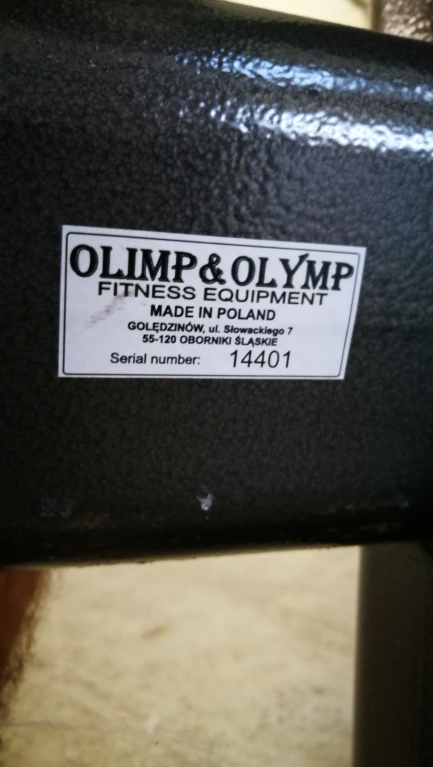 OLIMP & OLYMP
FITNESS EQUIPMENT
MADE IN POLAND
GOLĘDZINÓW, ul. Słowackiego 7
55-120 OBORNIKI ŚLĄSKIE
Serial number: 14401